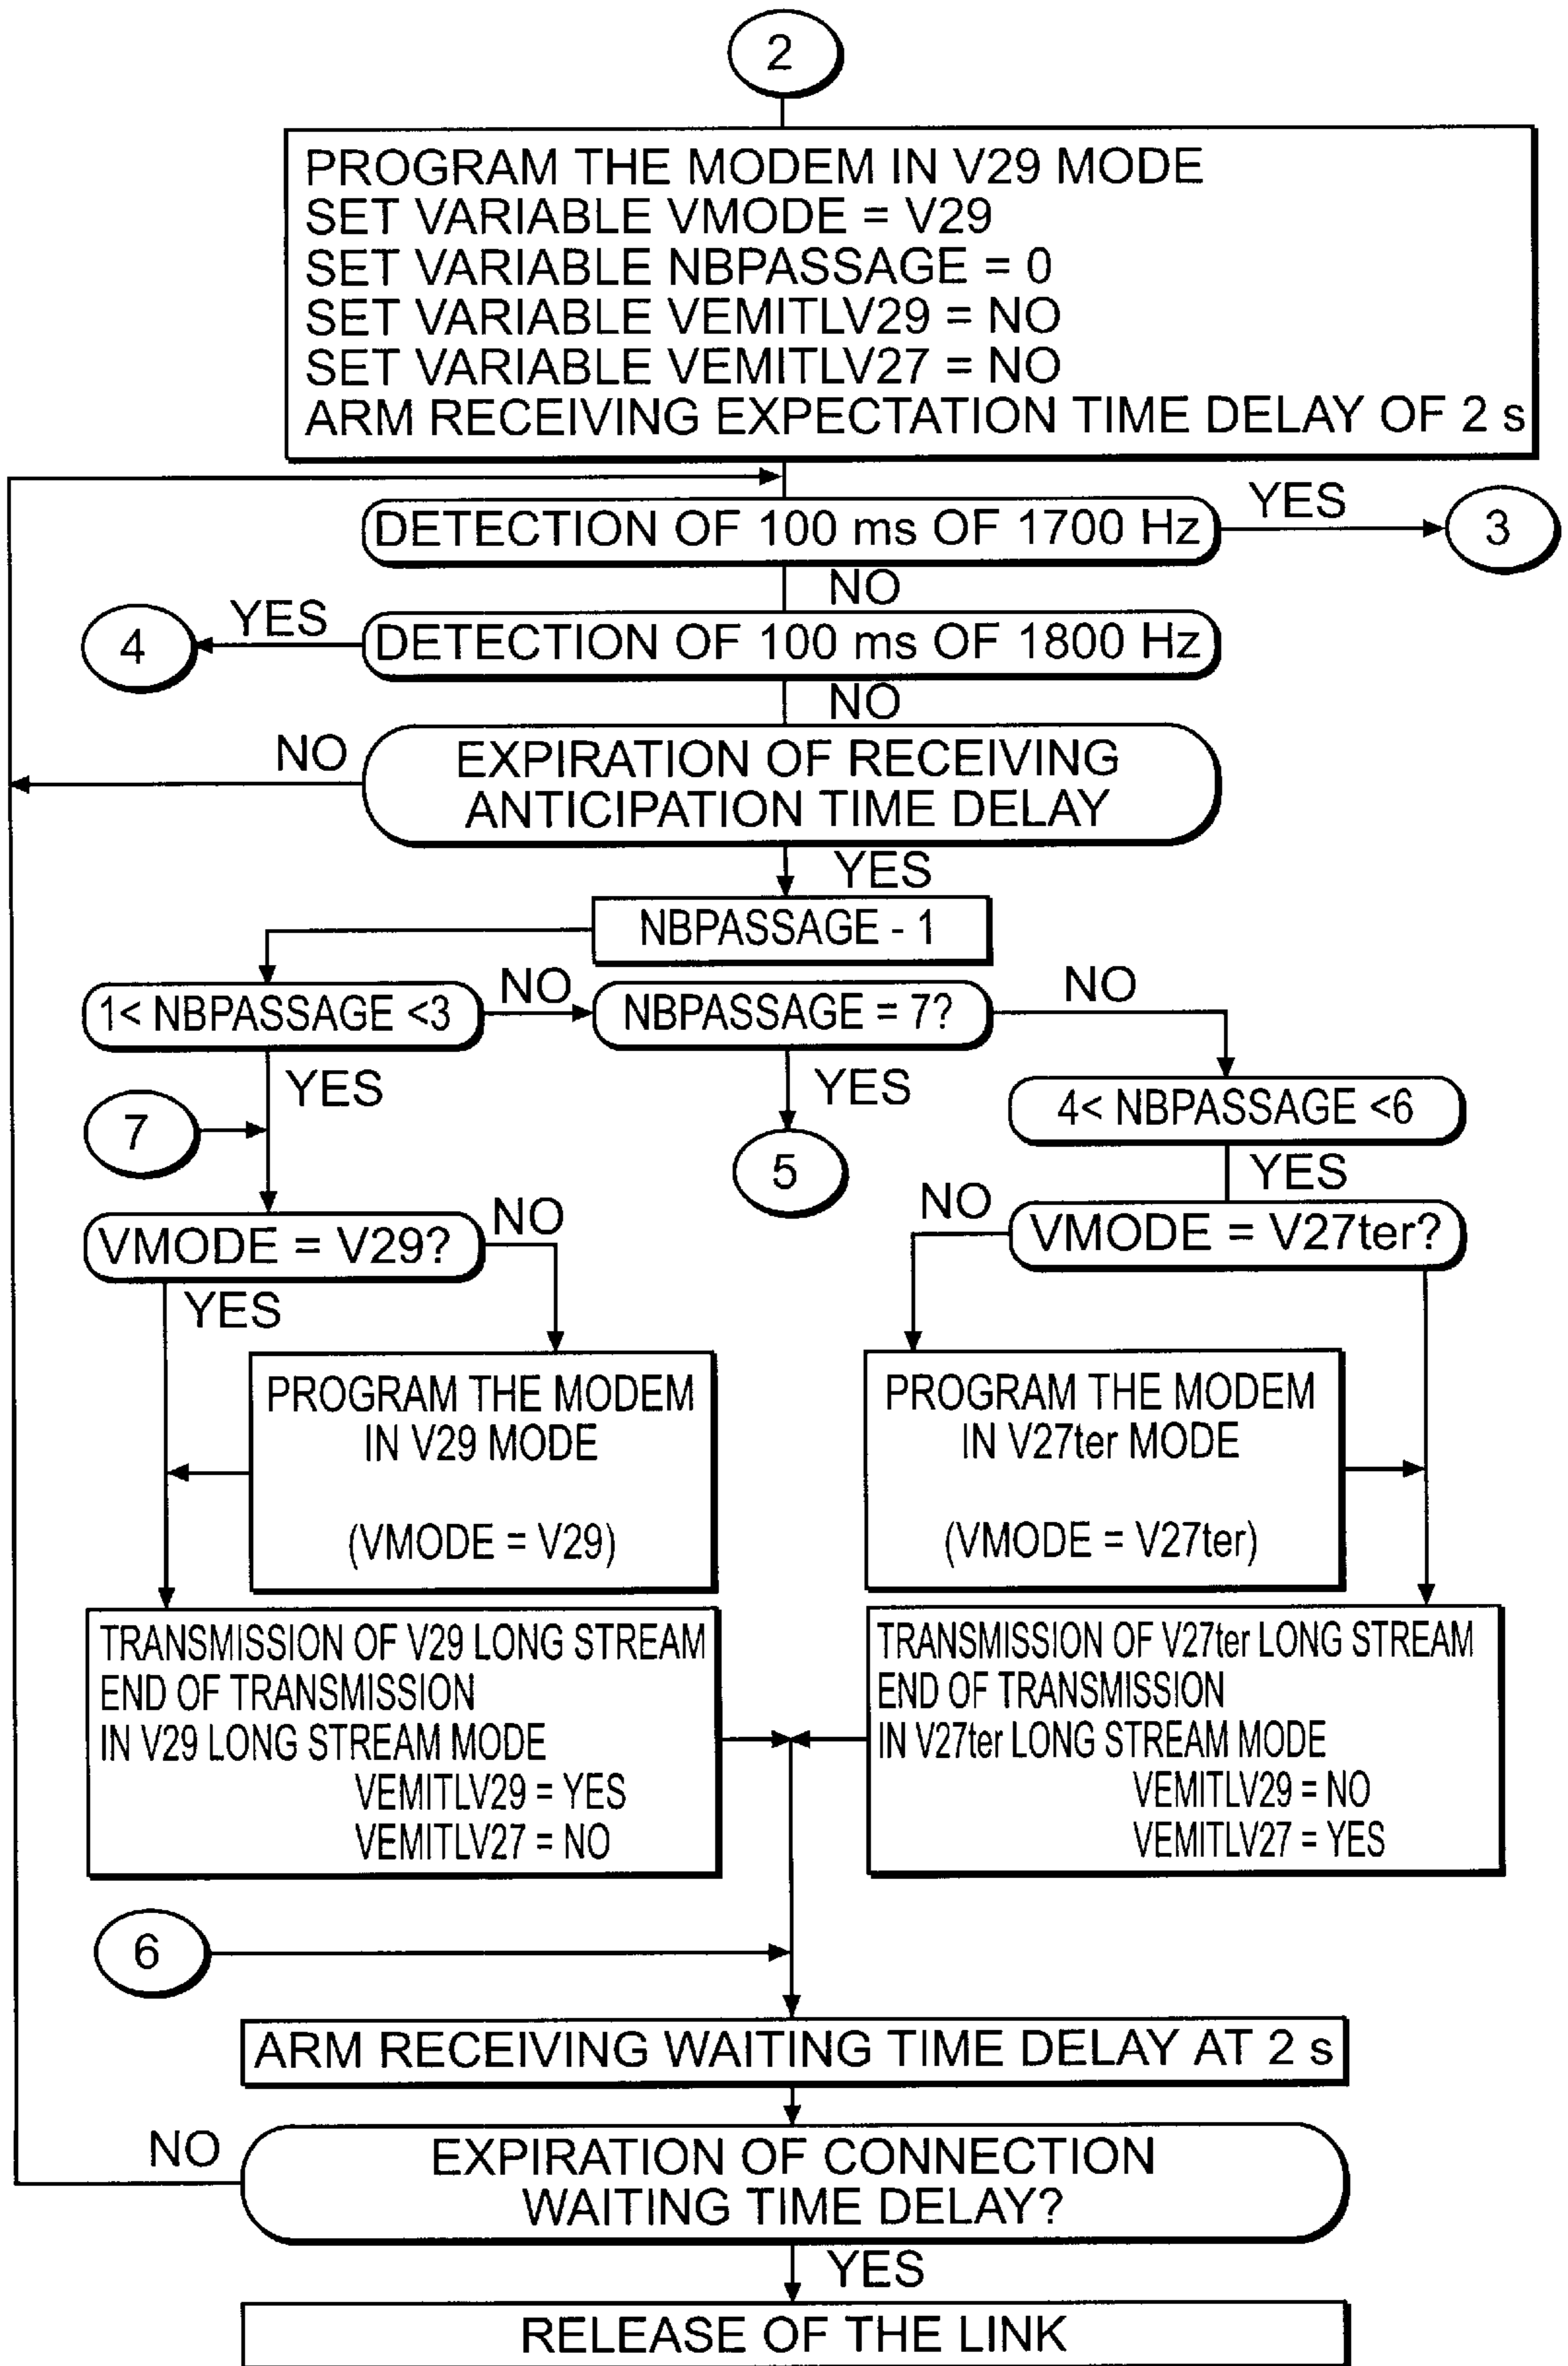 2
PROGRAM THE MODEM IN V29 MODE
SET VARIABLE VMODE = V29
SET VARIABLE NBPASSAGE = 0
SET VARIABLE VEMITLV29 = NO
SET VARIABLE VEMITLV27 = NO
ARM RECEIVING EXPECTATION TIME DELAY OF 2 s
DETECTION OF 100 ms OF 1700 Hz
YES
3
NO
4
YES
DETECTION OF 100 ms OF 1800 Hz
NO
NO
EXPIRATION OF RECEIVING
ANTICIPATION TIME DELAY
YES
NBPASSAGE - 1
1< NBPASSAGE <3
NO
NBPASSAGE = 7?
NO
YES
YES
4< NBPASSAGE <6
7
5
YES
VMODE = V29?
NO
NO
VMODE = V27ter?
YES
PROGRAM THE MODEM
IN V29 MODE
(VMODE = V29)
PROGRAM THE MODEM
IN V27ter MODE
(VMODE = V27ter)
TRANSMISSION OF V29 LONG STREAM
END OF TRANSMISSION
IN V29 LONG STREAM MODE
VEMITLV29 = YES
VEMITLV27 = NO
TRANSMISSION OF V27ter LONG STREAM
END OF TRANSMISSION
IN V27ter LONG STREAM MODE
VEMITLV29 = NO
VEMITLV27 = YES
6
ARM RECEIVING WAITING TIME DELAY AT 2 s
NO
EXPIRATION OF CONNECTION
WAITING TIME DELAY?
YES
RELEASE OF THE LINK